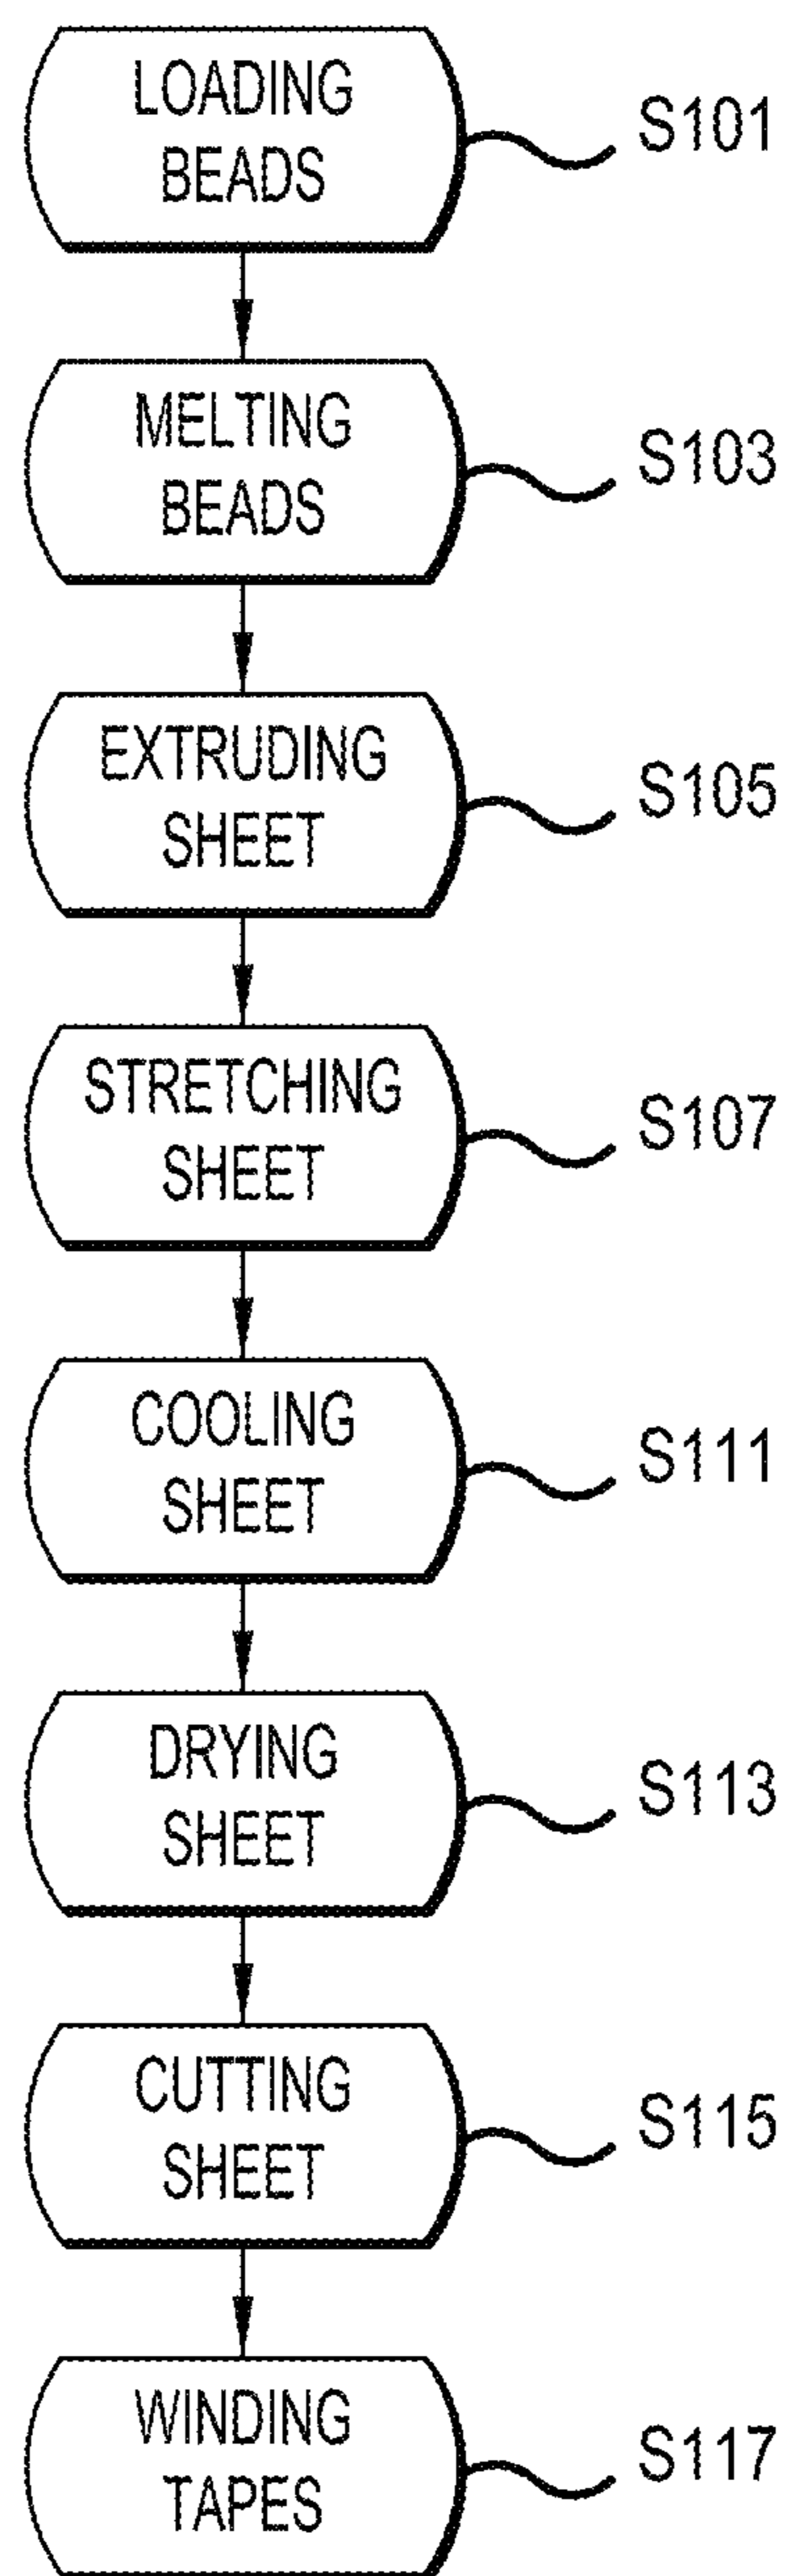 LOADING
BEADS
S101
MELTING
BEADS
S103
EXTRUDING
SHEET
S105
STRETCHING
SHEET
S107
COOLING
SHEET
S111
DRYING
SHEET
S113
CUTTING
SHEET
S115
WINDING
TAPES
S117